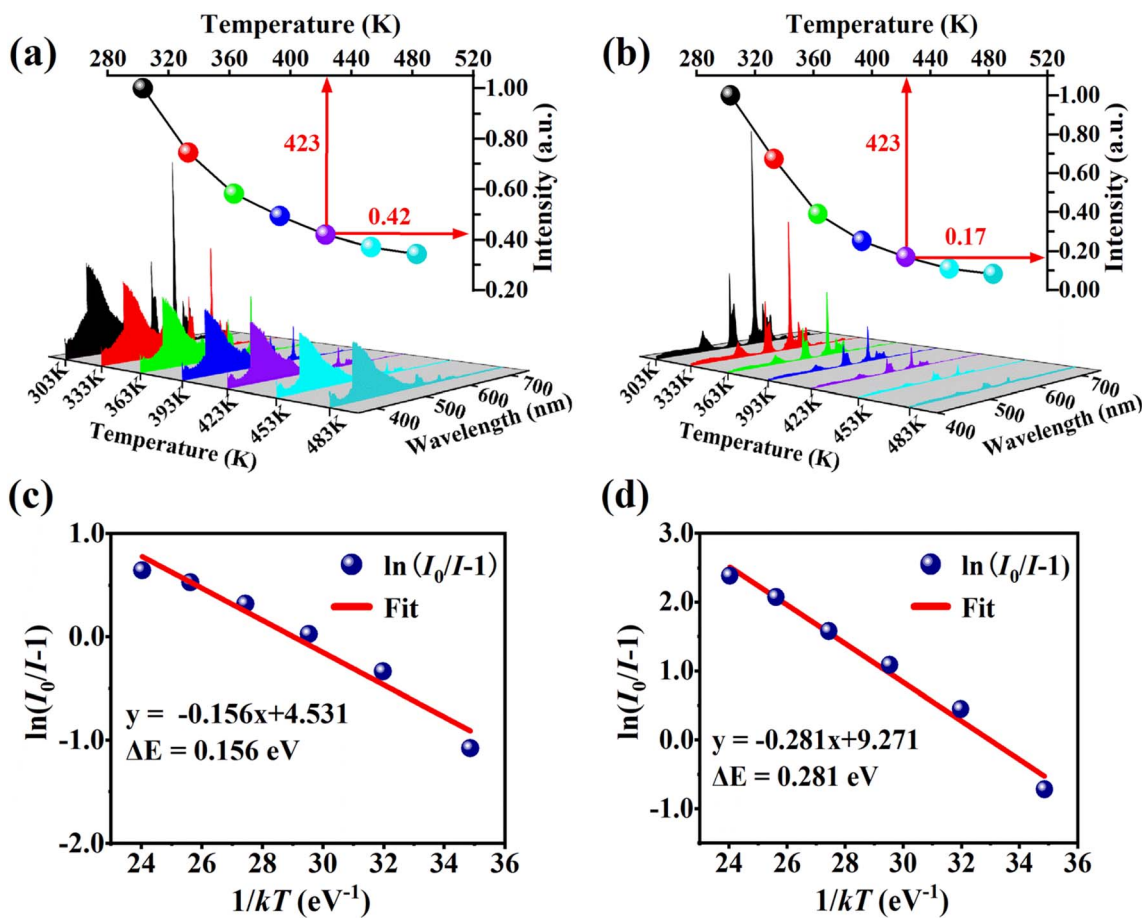 (a)
Temperature (K)
280 320 360 400 440 480 520
1.00
0.80
0.60
0.40
0.20
Intensity (a.u.)
423
0.42
303K
333K
363K
393K
423K
453K
483K
Temperature (K)
400
500
600
700
Wavelength (nm)
(b)
Temperature (K)
280 320 360 400 440 480 520
1.00
0.80
0.60
0.40
0.20
0.00
Intensity (a.u.)
423
0.17
303K
333K
363K
393K
423K
453K
483K
Temperature (K)
400
500
600
700
Wavelength (nm)
(c)
1.0
0.0
-1.0
-2.0
ln(I₀/I-1)
ln(I₀/I-1)
Fit
y = -0.156x+4.531
ΔE = 0.156 eV
24 26 28 30 32 34 36
1/kT (eV⁻¹)
(d)
3.0
2.0
1.0
0.0
-1.0
ln(I₀/I-1)
ln(I₀/I-1)
Fit
y = -0.281x+9.271
ΔE = 0.281 eV
24 26 28 30 32 34 36
1/kT (eV⁻¹)